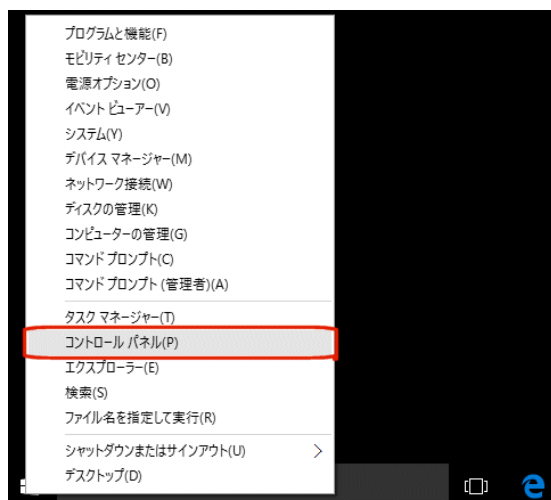 プログラムと機能(F)
モビリティ センター(B)
電源オプション(O)
イベント ビューアー(V)
システム(Y)
デバイス マネージャー(M)
ネットワーク接続(W)
ディスクの管理(K)
コンピューターの管理(G)
コマンド プロンプト(C)
コマンド プロンプト (管理者)(A)
タスク マネージャー(T)
コントロール パネル(P)
エクスプローラー(E)
検索(S)
ファイル名を指定して実行(R)
シャットダウンまたはサインアウト(U)
デスクトップ(D)